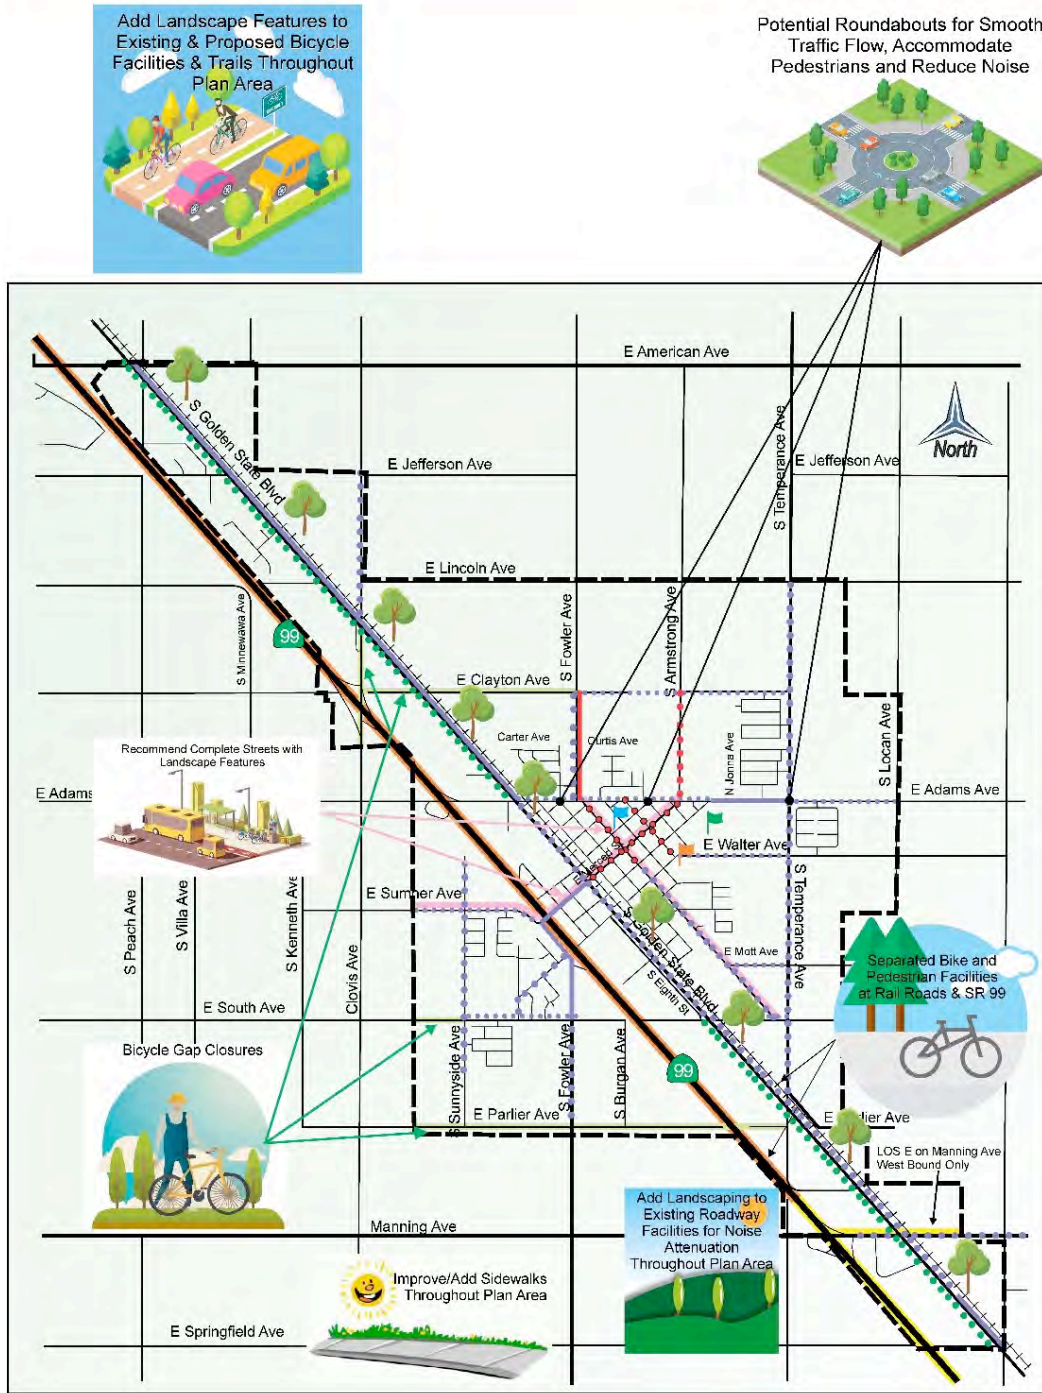 Add Landscape Features to
Existing & Proposed Bicycle
Facilities & Trails Throughout
Plan Area
Potential Roundabouts for Smooth
Traffic Flow, Accommodate
Pedestrians and Reduce Noise
E American Ave
North
S Golden State Blvd
E Jefferson Ave
S Temperance Ave
E Jefferson Ave
E Lincoln Ave
S Minnewawa Ave
99
S Fowler Ave
S Armstrong Ave
E Clayton Ave
S Locan Ave
Carter Ave
Curtis Ave
N Jonna Ave
Recommend Complete Streets with
Landscape Features
E Adams
E Adams Ave
E Walter Ave
E Merced
E Sumner Ave
S Peach Ave
S Villa Ave
S Kenneth Ave
Clovis Ave
S Golden State Blvd
S Eighth St
E Mott Ave
S Temperance Ave
Separated Bike and
Pedestrian Facilities
at Rail Roads & SR 99
E South Ave
Bicycle Gap Closures
S Sunnyside Ave
S Fowler Ave
S Burgan Ave
99
E Parlier Ave
LOS E on Manning Ave
West Bound Only
Manning Ave
Add Landscaping to
Existing Roadway
Facilities for Noise
Attenuation
Throughout Plan Area
Improve/Add Sidewalks
Throughout Plan Area
E Springfield Ave